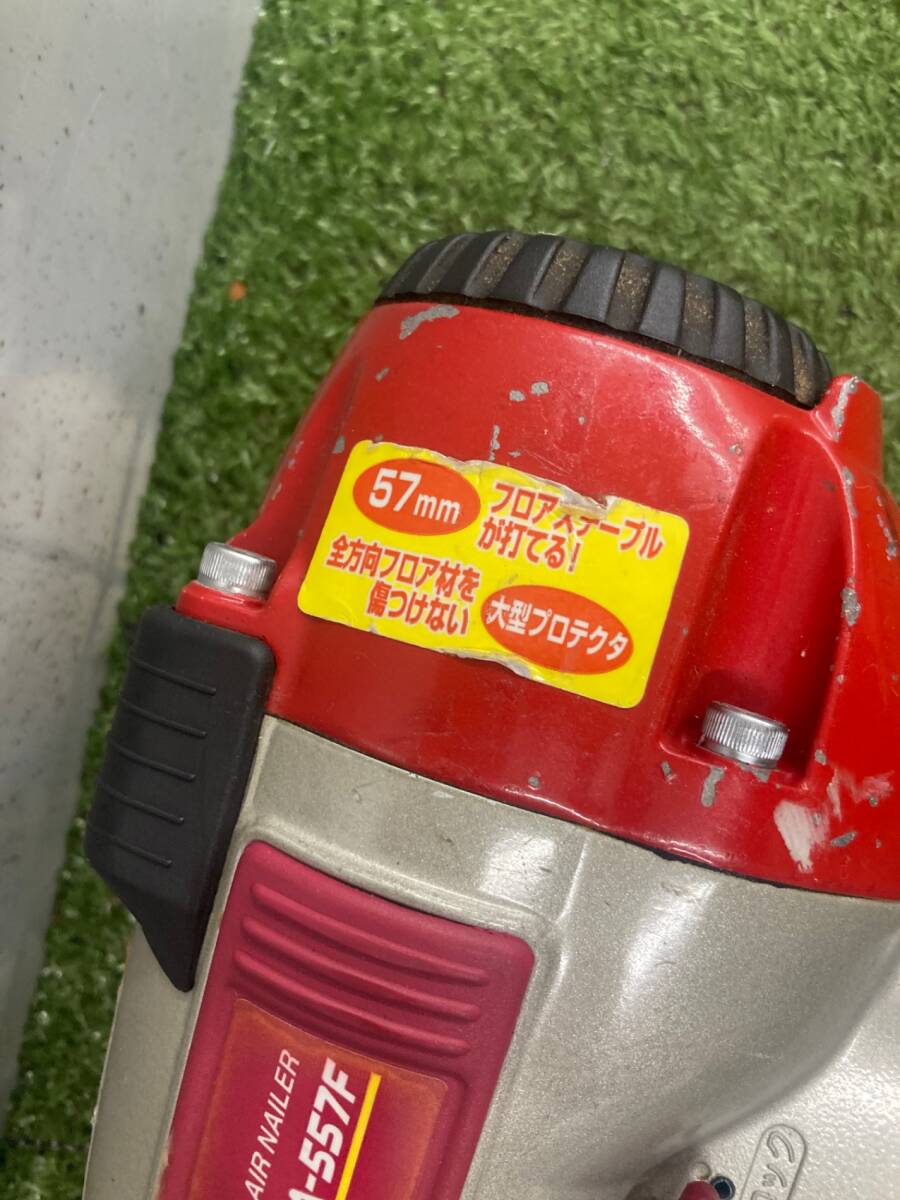 57mm
フロアステープル
が打てる!
全方向フロア材を
傷つけない
大型プロテクタ
AIR NAILER
-557F